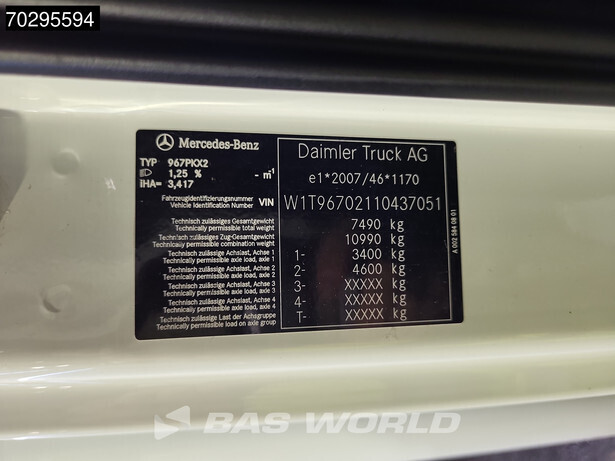 70295594
Mercedes-Benz
TYP 967PKX2
1,25 % - m⁻¹
iHA= 3,417
Fahrzeugidentifizierungsnummer
Vehicle Identification Number VIN
Technisch zulässiges Gesamtgewicht
Technically permissible total weight
Technisch zulässiges Zug-Gesamtgewicht
Technically permissible combination weight
Technisch zulässige Achslast, Achse 1
Technically permissible axle load, axle 1
Technisch zulässige Achslast, Achse 2
Technically permissible axle load, axle 2
Technisch zulässige Achslast, Achse 3
Technically permissible axle load, axle 3
Technisch zulässige Achslast, Achse 4
Technically permissible axle load, axle 4
Technisch zulässige Last der Achsgruppe
Technically permissible load on axle group
Daimler Truck AG
e1*2007/46*1170
W1T96702110437051
7490 kg
10990 kg
1- 3400 kg
2- 4600 kg
3- XXXXX kg
4- XXXXX kg
T- XXXXX kg
A 002 584 08 01
BAS WORLD